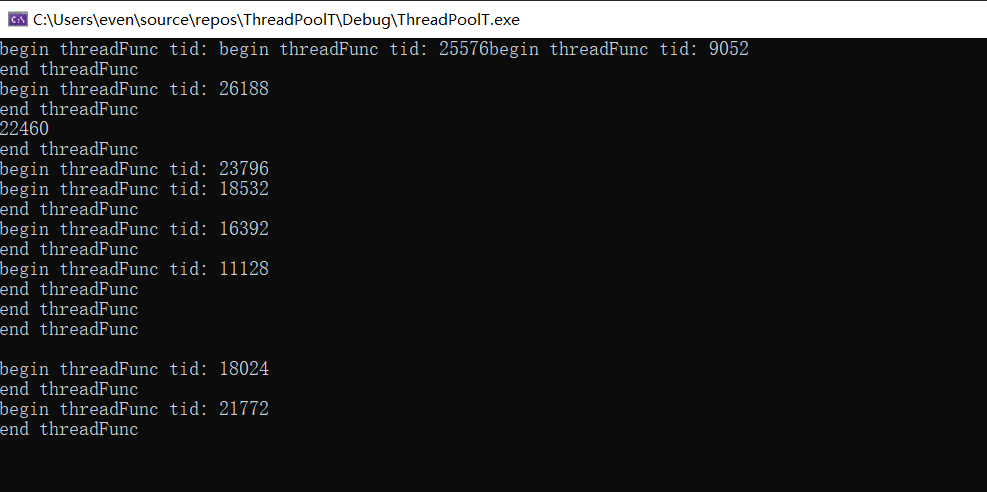 C:\Users\even\source\repos\ThreadPoolT\Debug\ThreadPoolT.exe
begin threadFunc tid: begin threadFunc tid: 25576begin threadFunc tid: 9052
end threadFunc
begin threadFunc tid: 26188
end threadFunc
22460
end threadFunc
begin threadFunc tid: 23796
begin threadFunc tid: 18532
end threadFunc
begin threadFunc tid: 16392
end threadFunc
begin threadFunc tid: 11128
end threadFunc
end threadFunc
end threadFunc
begin threadFunc tid: 18024
end threadFunc
begin threadFunc tid: 21772
end threadFunc